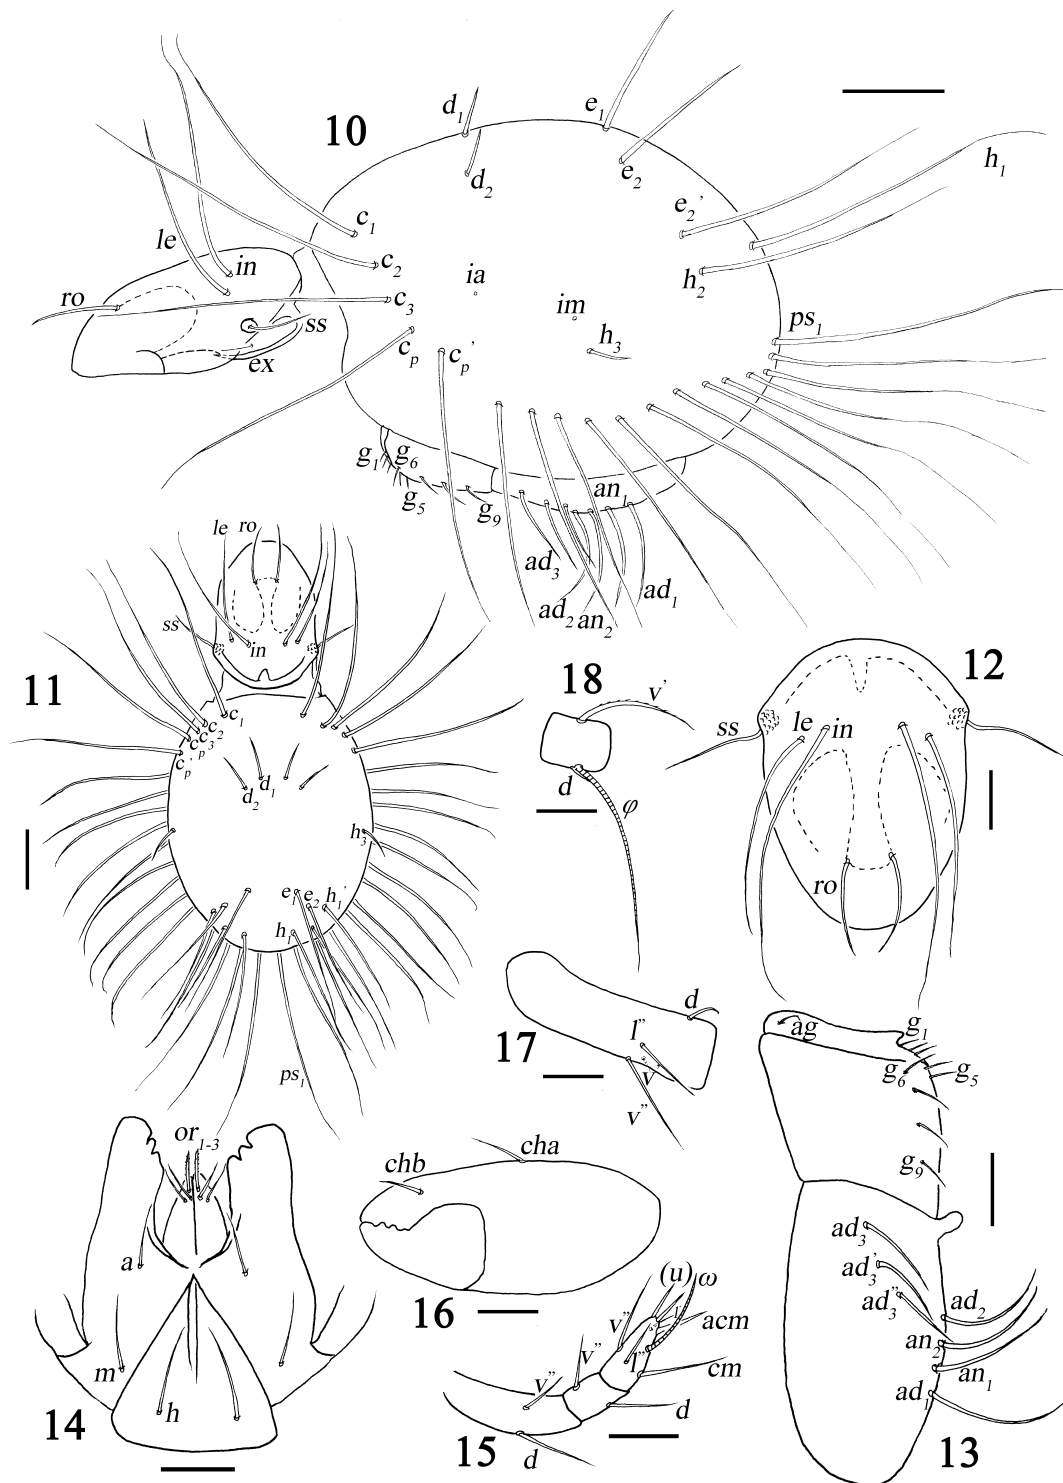 10
d1
e1
d2
e2
h1
e2’
c1
le
c2
in
h2
ia
ro
c3
im
ss
ps1
h3
cp
cp’
ex
g1
g6
an1
g5
g9
ad3
ad1
ad2
an2
le ro
ss
in
11
c1
c2
c3
cp
cp’
d1
d2
h3
e1 e2 h1’
h1
ps1
18
v’
d
φ
12
ss
le in
ro
17
d
l”
v’
v”
ag
g1
g6
g5
g9
ad3
ad3’
ad3”
ad2
an2
an1
ad1
13
or1-3
a
m
h
14
cha
chb
16
(u) ω
v”
l’
acm
v”
l”
cm
v”
d
15
d